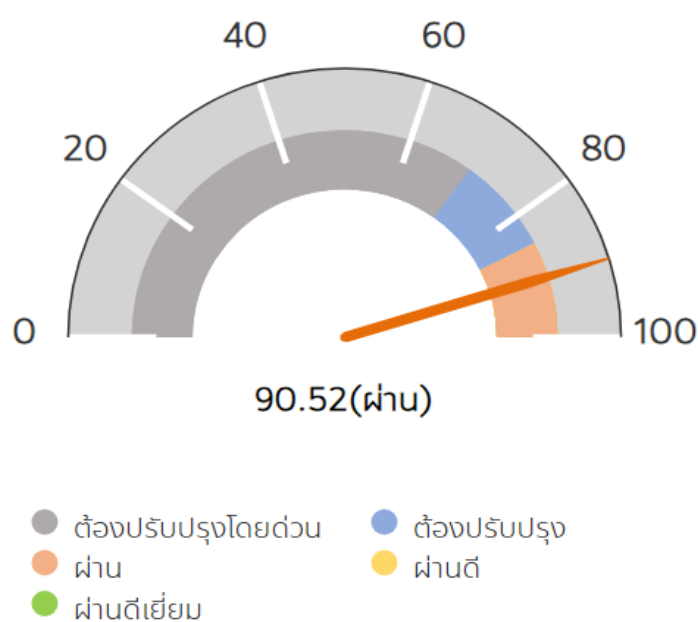 40 60
20 80
0 100
90.52(ผ่าน)
ต้องปรับปรุงโดยด่วน ต้องปรับปรุง
ผ่าน ผ่านดี
ผ่านดีเยี่ยม